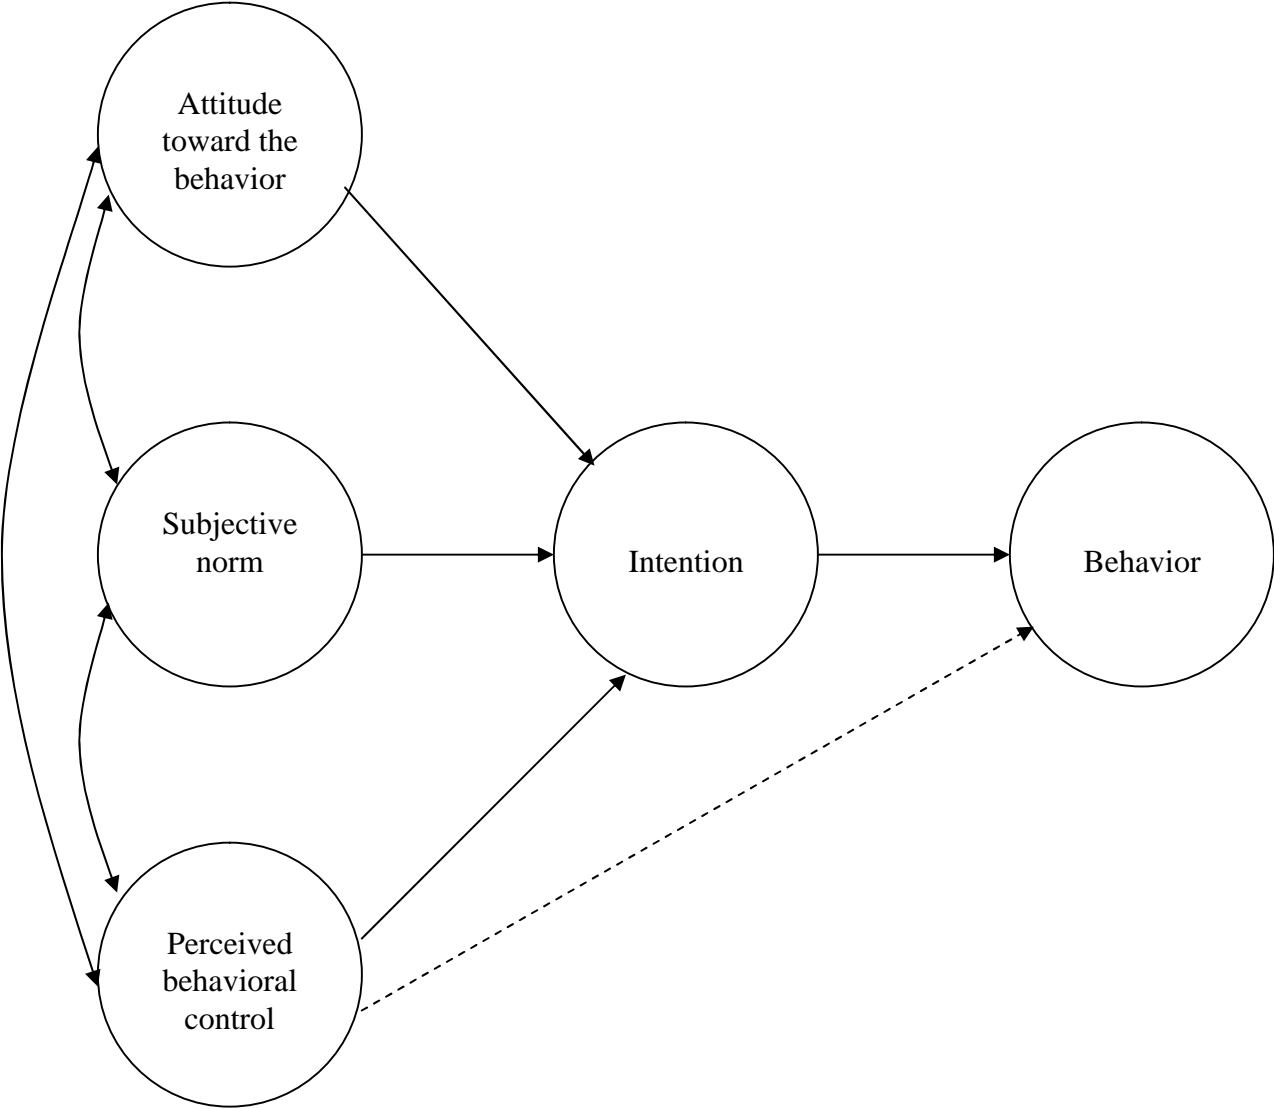 Attitude
toward the
behavior
Subjective
norm
Intention
Behavior
Perceived
behavioral
control